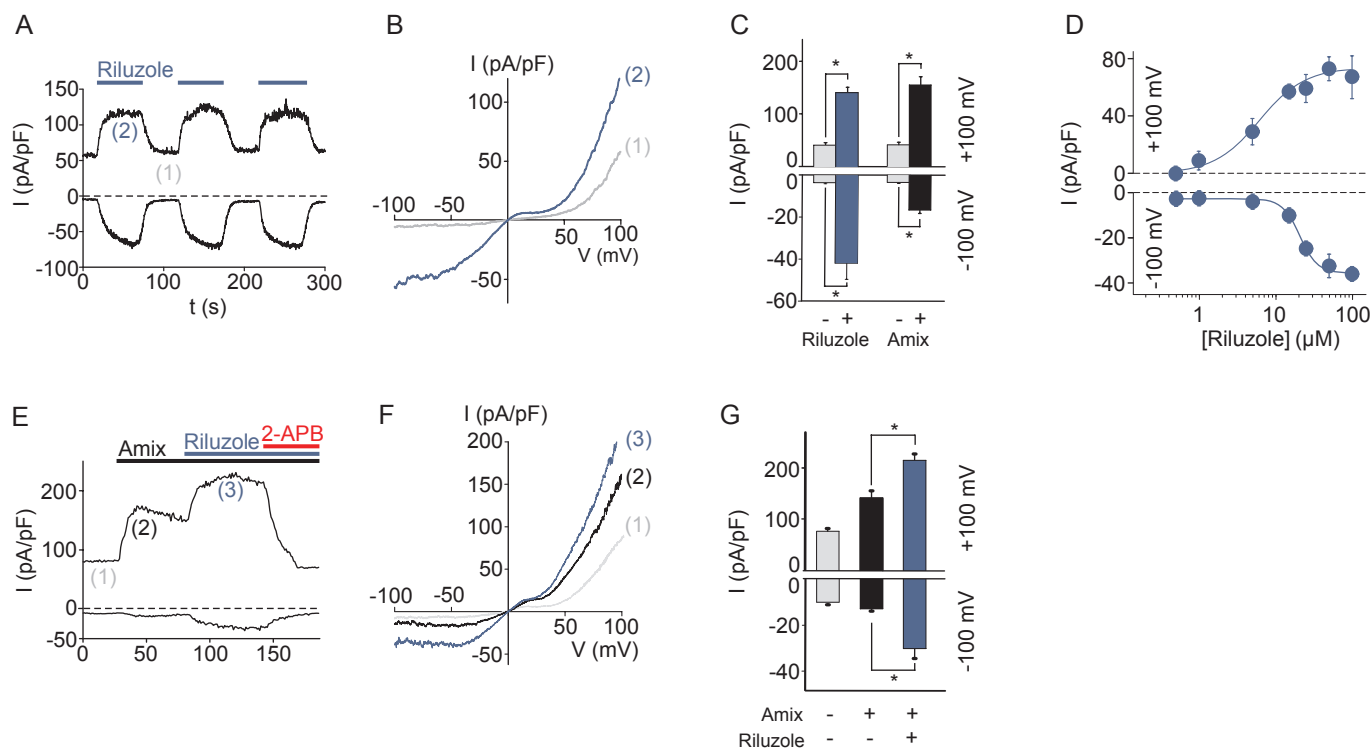 A
Riluzole
150
100
50
0
-50
-100
I (pA/pF)
(2)
(1)
0
100
200
300
t (s)
B
I (pA/pF)
(2)
(1)
100
50
-50
-100
-50
50
100
V (mV)
C
200
100
0
0
-20
-40
-60
I (pA/pF)
*
*
*
*
+100 mV
-100 mV
- + - +
Riluzole Amix
D
80
40
0
0
-20
-40
I (pA/pF)
+100 mV
-100 mV
1
10
100
[Riluzole] (µM)
E
2-APB
Riluzole
Amix
200
100
0
-50
I (pA/pF)
(1)
(2)
(3)
0
50
100
150
F
I (pA/pF)
200
150
100
50
-50
(3)
(2)
(1)
-100
-50
50
100
V (mV)
G
200
100
0
0
-20
-40
I (pA/pF)
*
*
+100 mV
-100 mV
Amix - + +
Riluzole - - +